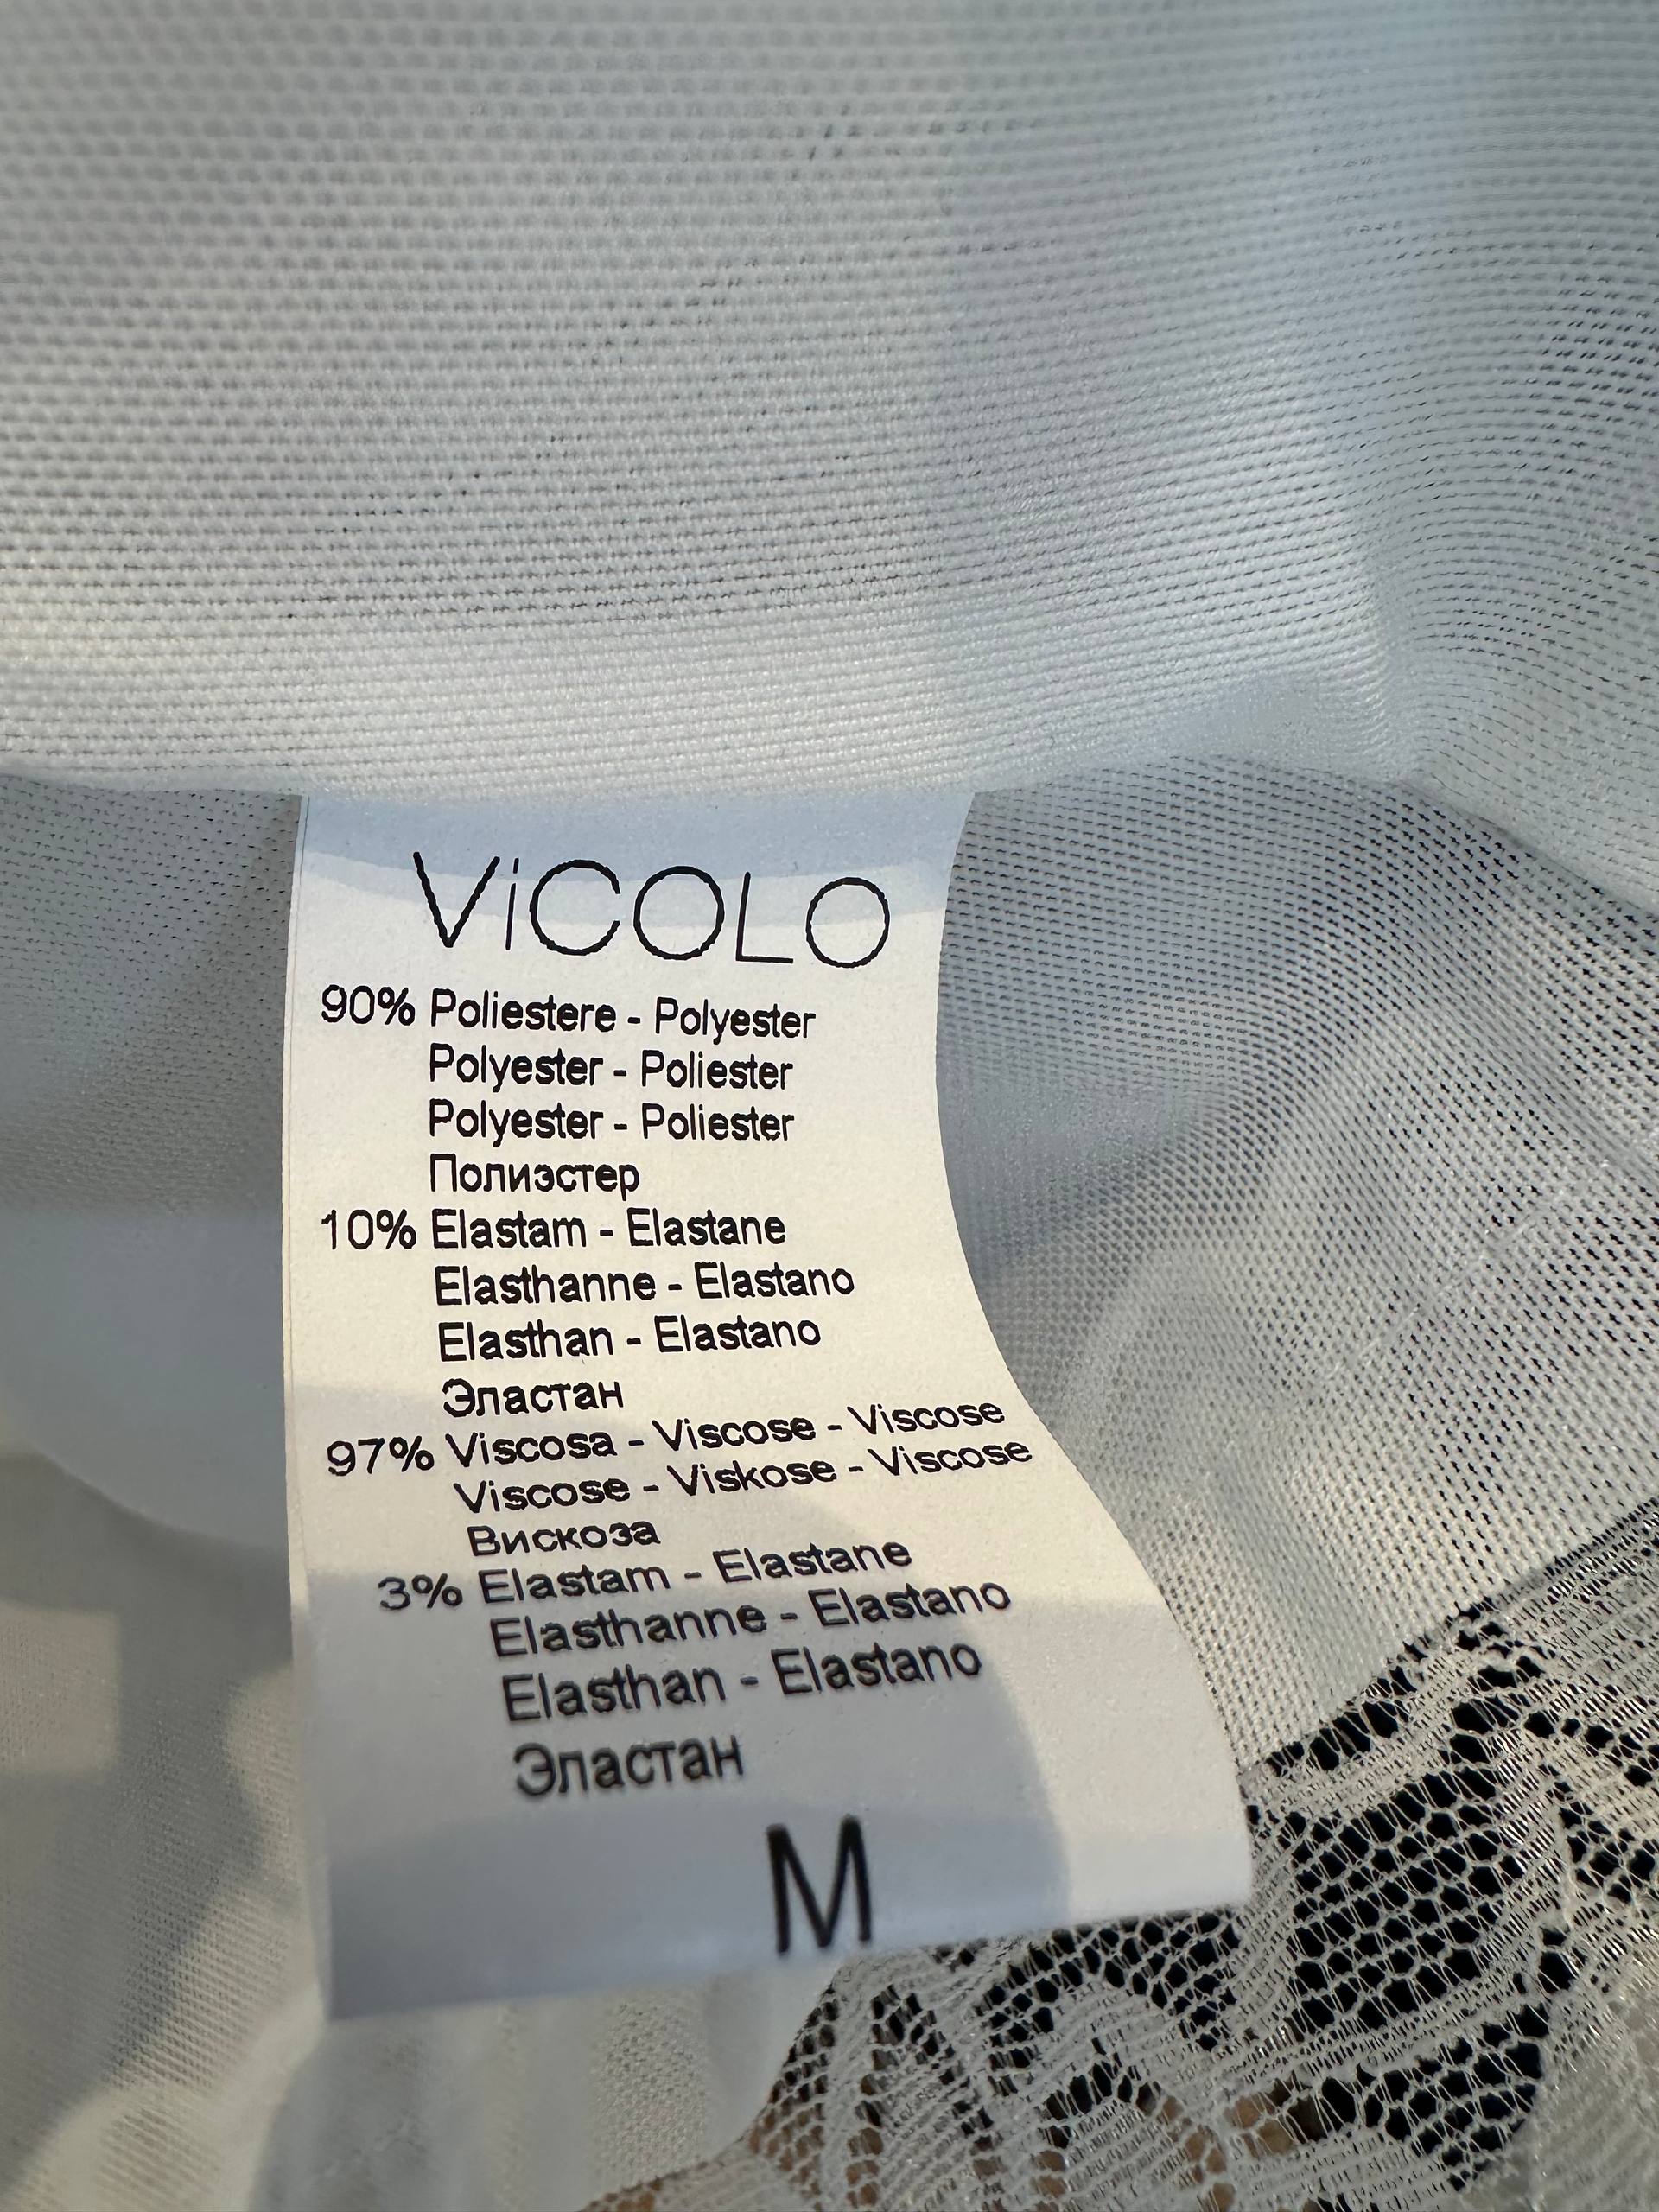 ViCOLO
90% Poliestere - Polyester
Polyester - Poliester
Polyester - Poliester
Полиэстер
10% Elastam - Elastane
Elasthanne - Elastano
Elasthan - Elastano
Эластан
97% Viscosa - Viscose - Viscose
Viscose - Viskose - Viscose
Вискоза
3% Elastam - Elastane
Elasthanne - Elastano
Elasthan - Elastano
Эластан
M